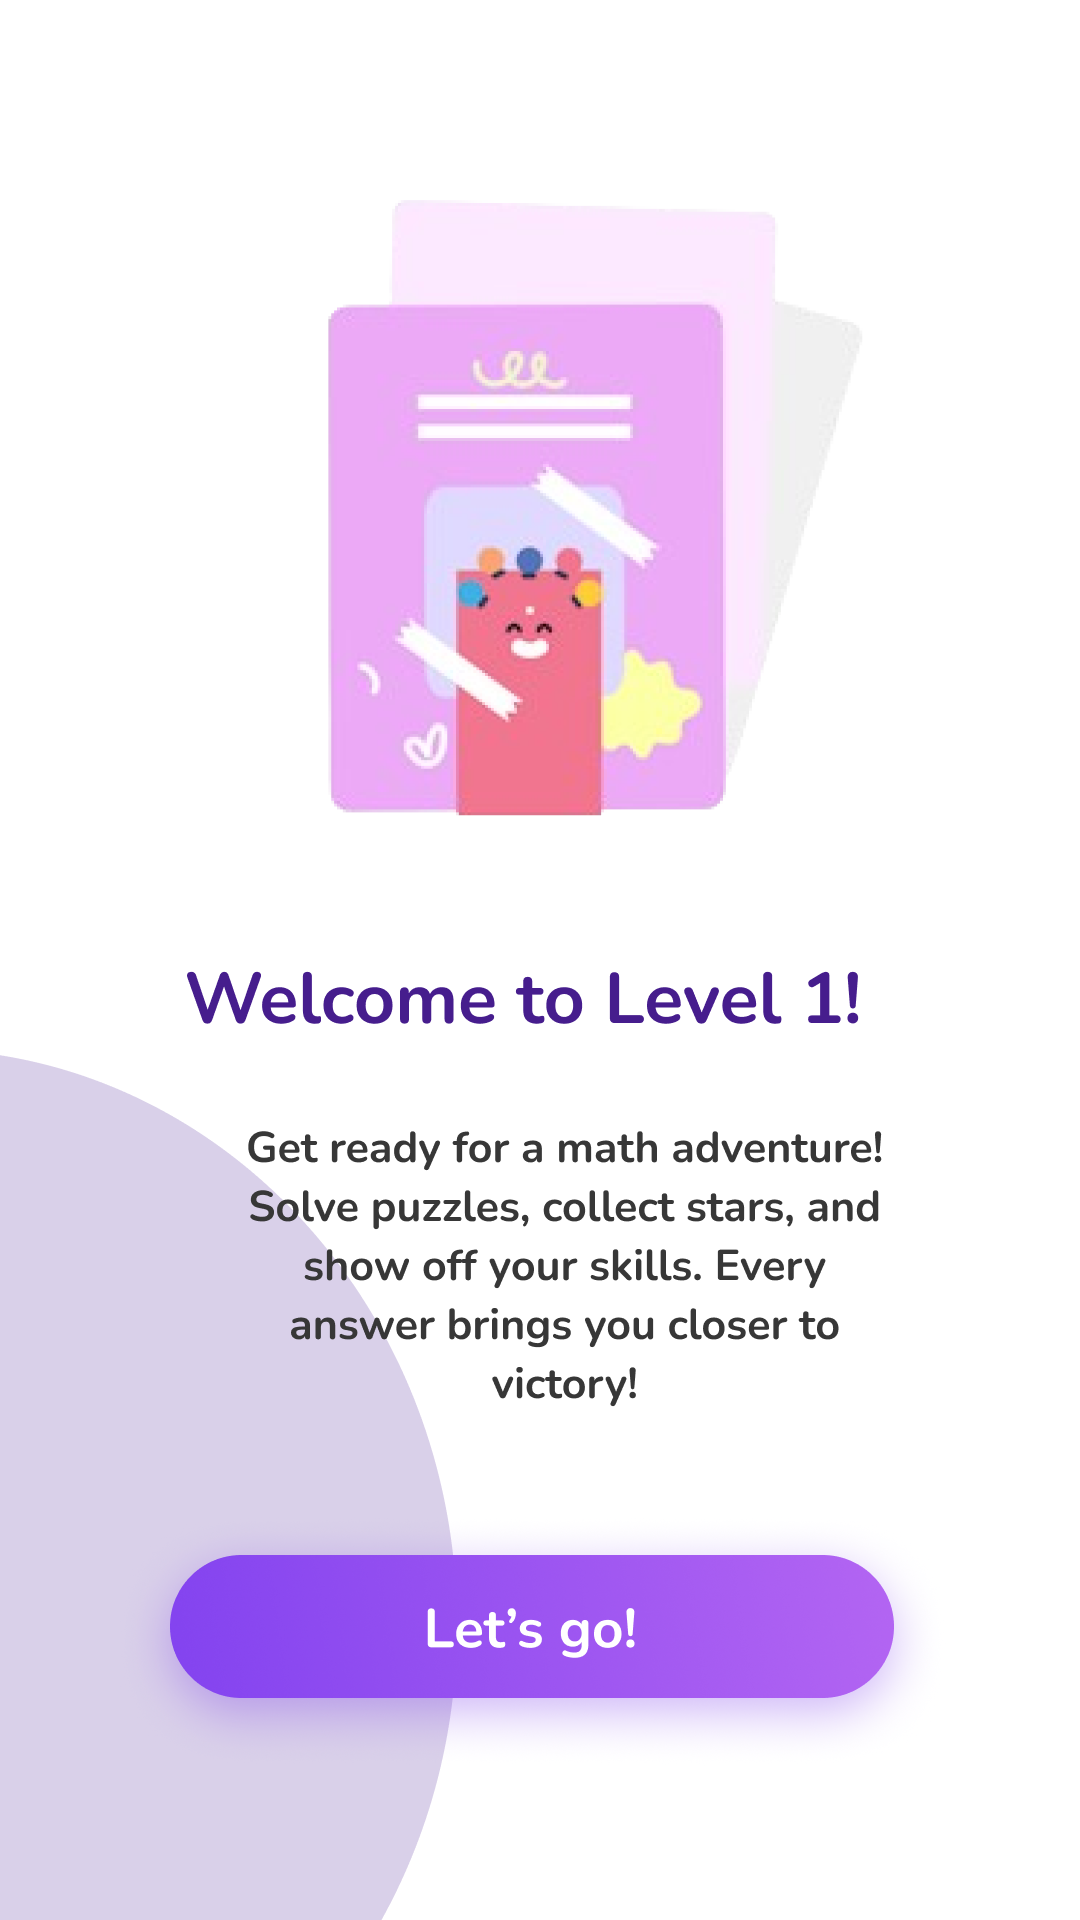 Welcome to Level 1!
Get ready for a math adventure!
Solve puzzles, collect stars, and
show off your skills. Every
answer brings you closer to
victory!
Let’s go!